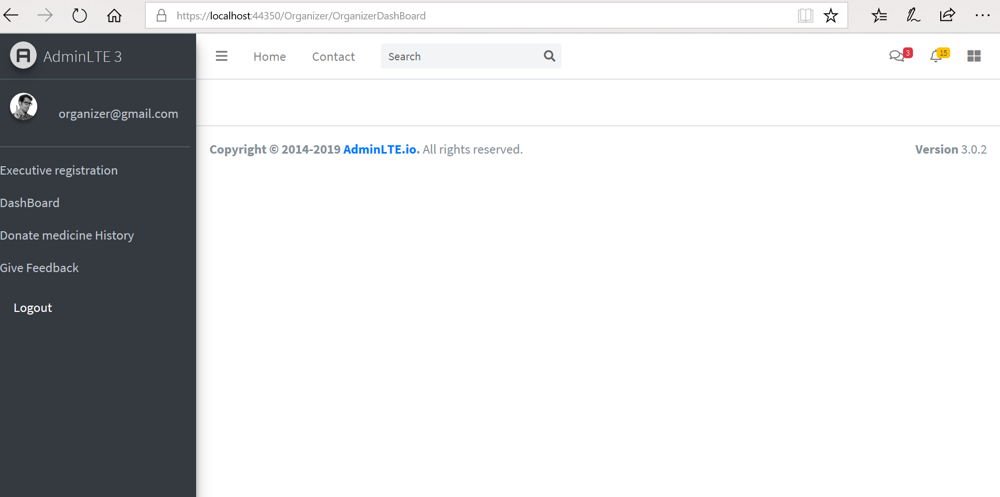 https://localhost:44350/Organizer/OrganizerDashBoard
AdminLTE 3
Home Contact Search 3 15
organizer@gmail.com
Copyright © 2014-2019 AdminLTE.io. All rights reserved. Version 3.0.2
Executive registration
DashBoard
Donate medicine History
Give Feedback
Logout